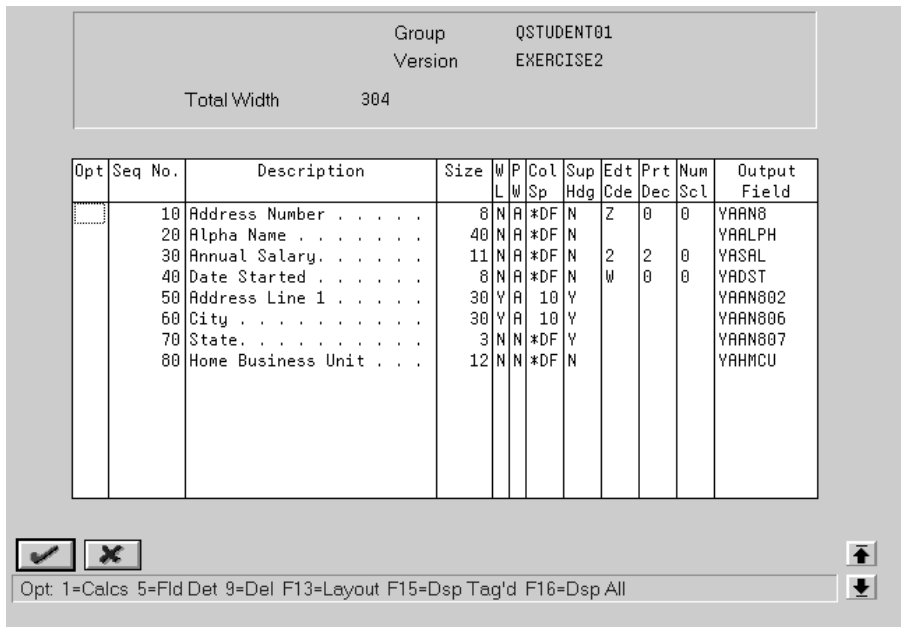 Group QSTUDENT01
Version EXERCISE2
Total Width 304
Opt Seq No. Description Size W P Col Sup Edt Prt Num Output
L W Sp Hdg Cde Dec Scl Field
10 Address Number . . . . . 8 N A *DF N Z 0 0 YAAN8
20 Alpha Name . . . . . . . 40 N A *DF N YAALPH
30 Annual Salary. . . . . . 11 N A *DF N 2 2 0 YASAL
40 Date Started . . . . . . 8 N A *DF N W 0 0 YADST
50 Address Line 1 . . . . . 30 Y A 10 Y YAAN802
60 City . . . . . . . . . . 30 Y A 10 Y YAAN806
70 State. . . . . . . . . . 3 N N *DF Y YAAN807
80 Home Business Unit . . . 12 N N *DF N YAHMCU
Opt: 1=Calcs 5=Fld Det 9=Del F13=Layout F15=Dsp Tag'd F16=Dsp All